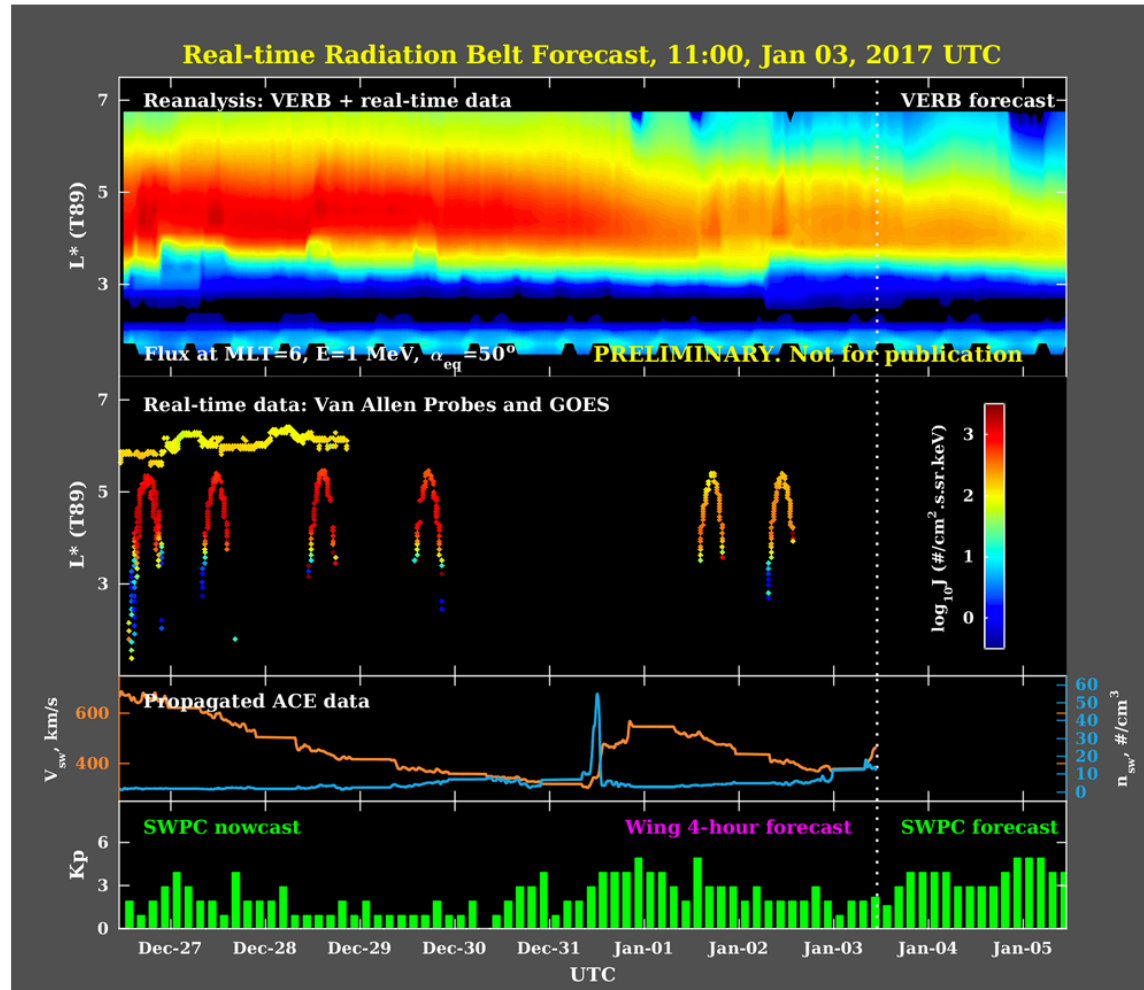 Real-time Radiation Belt Forecast, 11:00, Jan 03, 2017 UTC
Reanalysis: VERB + real-time data
VERB forecast
7
5
3
L* (T89)
Flux at MLT=6, E=1 MeV, αeq=50°
PRELIMINARY. Not for publication
Real-time data: Van Allen Probes and GOES
7
5
3
L* (T89)
3
2
1
0
log10J (#/cm².s.sr.keV)
Propagated ACE data
600
400
Vsw, km/s
60
50
40
30
20
10
0
nsw, #/cm³
SWPC nowcast
Wing 4-hour forecast
SWPC forecast
6
3
0
Kp
Dec-27 Dec-28 Dec-29 Dec-30 Dec-31 Jan-01 Jan-02 Jan-03 Jan-04 Jan-05
UTC